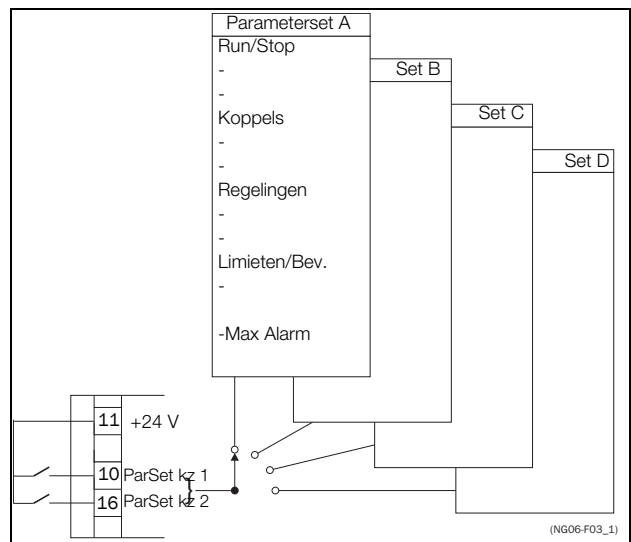 Parameterset A
Run/Stop
-
-
Koppels
-
-
Regelingen
-
-
Limieten/Bev.
-
-Max Alarm
Set B
Set C
Set D
11 +24 V
10 ParSet kz 1
16 ParSet kz 2
}
(NG06-F03_1)